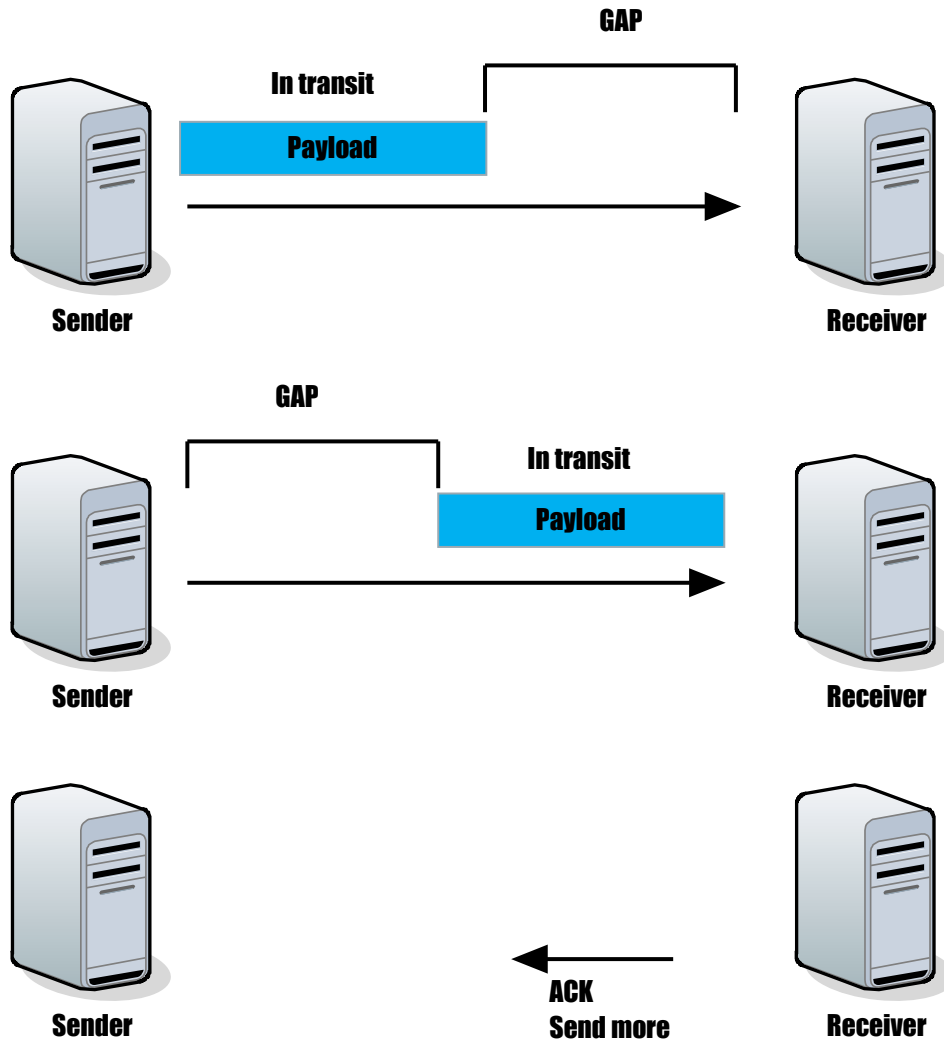 GAP
In transit
Payload
Sender
Receiver
GAP
In transit
Payload
Sender
Receiver
ACK
Send more
Sender
Receiver